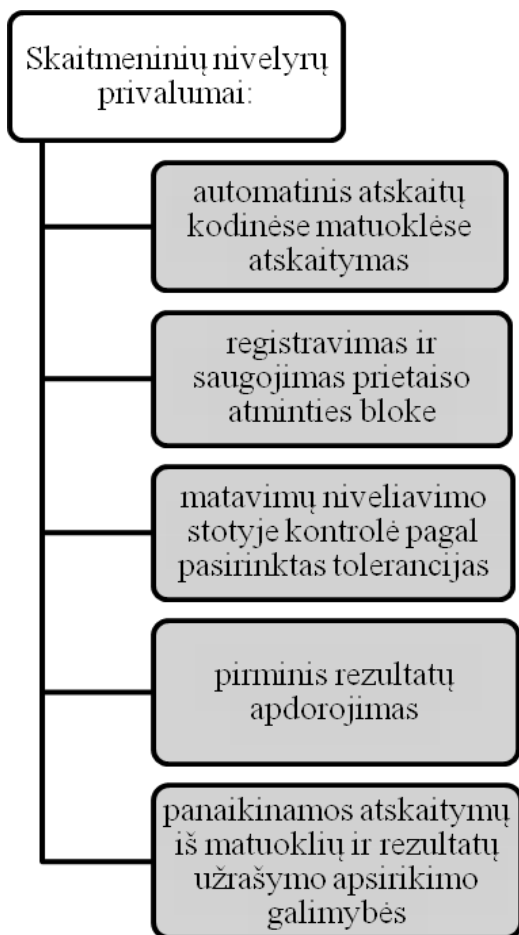 Skaitmeninių nivelyrų
privalumai:
automatinis atskaitų
kodinėse matuoklėse
atskaitymas
registravimas ir
saugojimas prietaiso
atminties bloke
matavimų niveliavimo
stotyje kontrolė pagal
pasirinktas tolerancijas
pirminis rezultatų
apdorojimas
panaikinamos atskaitymų
iš matuoklių ir rezultatų
užrašymo apsirikimo
galimybės